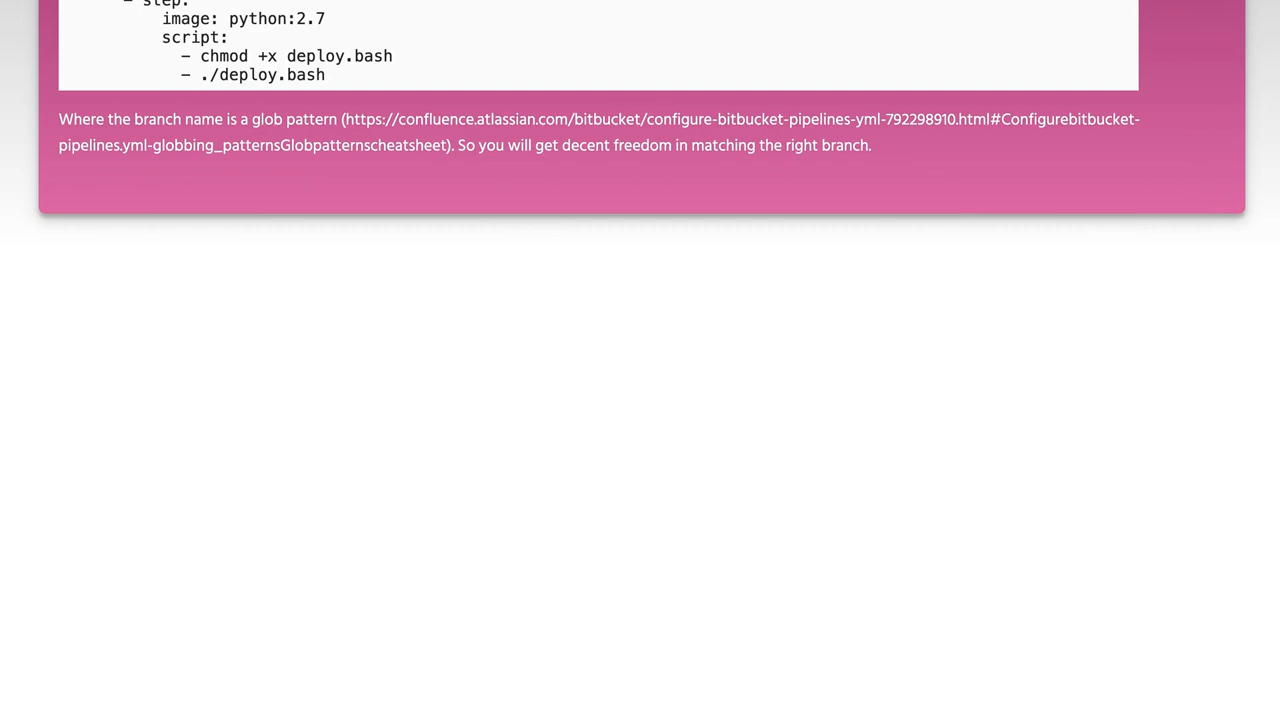 - step:
image: python:2.7
script:
- chmod +x deploy.bash
- ./deploy.bash
Where the branch name is a glob pattern (https://confluence.atlassian.com/bitbucket/configure-bitbucket-pipelines-yml-792298910.html#Configurebitbucket-
pipelines.yml-globbing_patternsGlobpatternscheatsheet). So you will get decent freedom in matching the right branch.